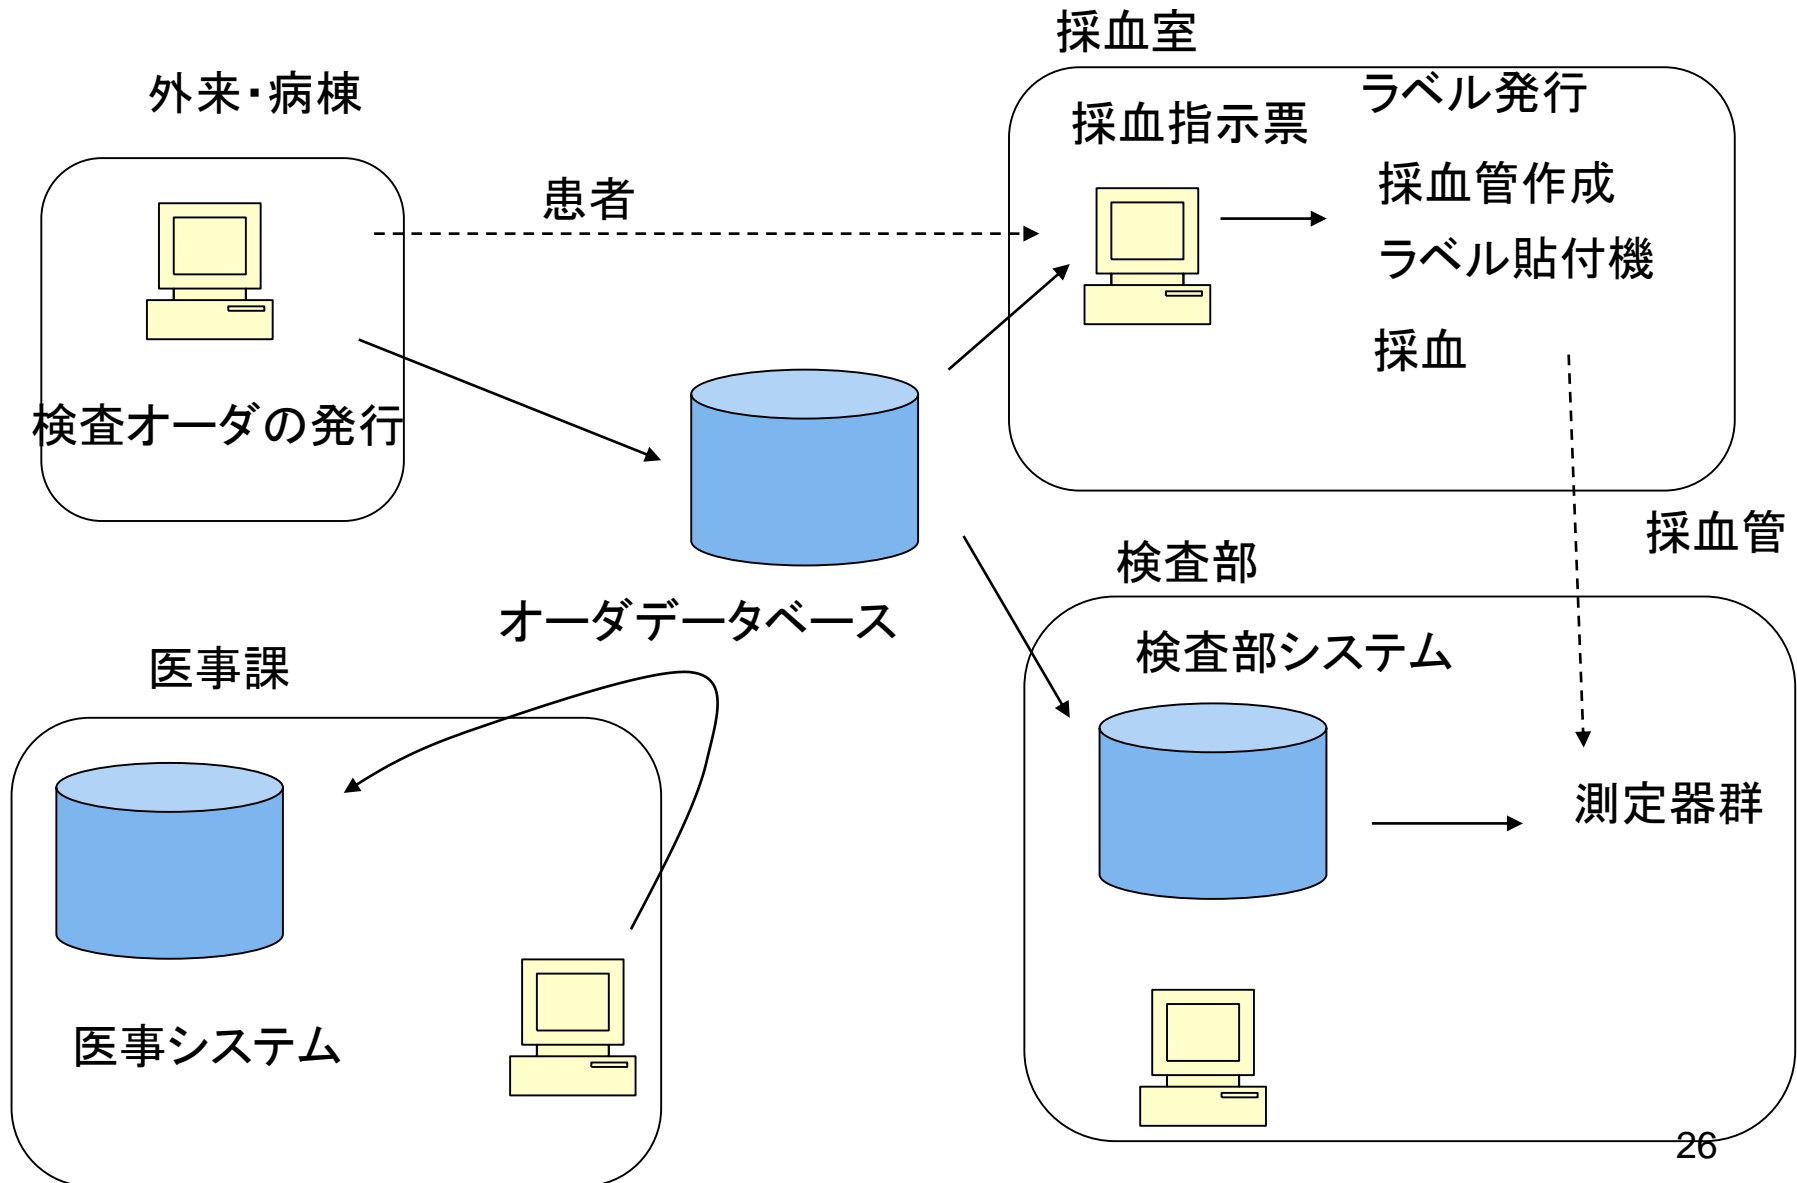 採血室
外来・病棟
ラベル発行
採血指示票
採血管作成
患者
ラベル貼付機
採血
検査オーダの発行
採血管
検査部
オーダデータベース
検査部システム
医事課
測定器群
医事システム
26